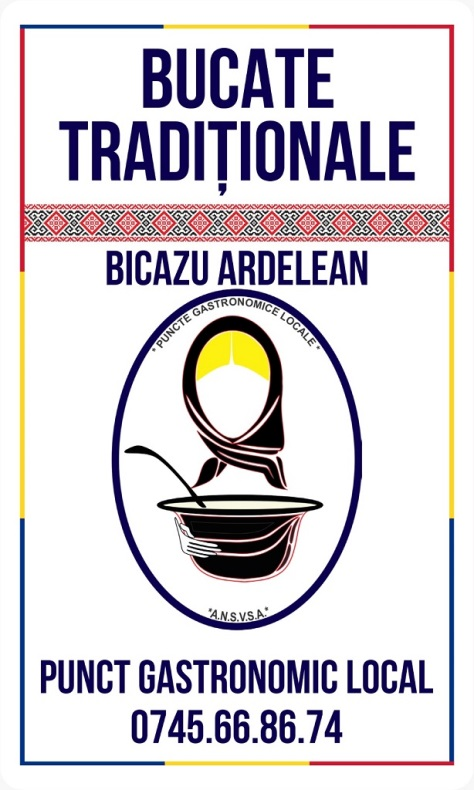 BUCATE
TRADIȚIONALE
BICAZU ARDELEAN
* PUNCTE GASTRONOMICE LOCALE *
*A.N.S.V.S.A.*
PUNCT GASTRONOMIC LOCAL
0745.66.86.74